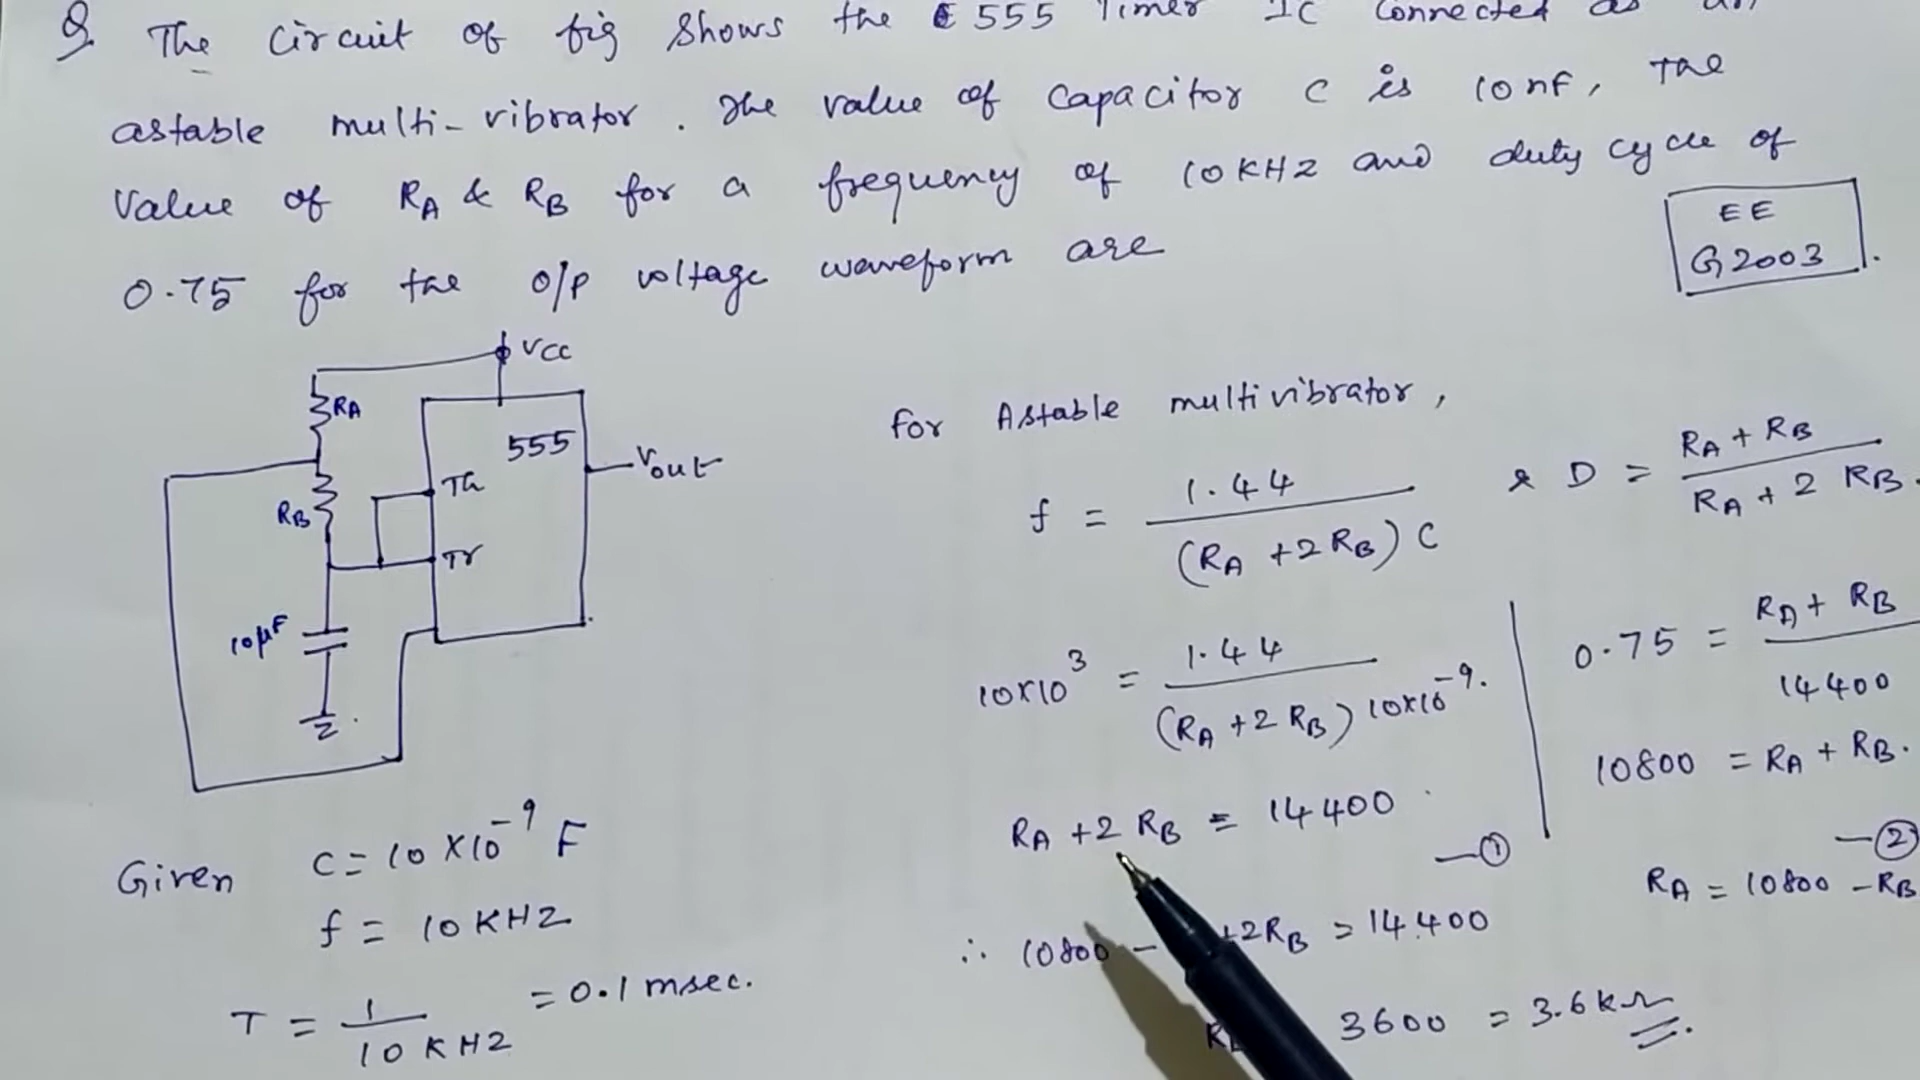 Q The circuit of fig shows the 555 Timer IC connected as an
astable multi-vibrator. The value of capacitor C is 10nF, The
value of RA & RB for a frequency of 10KHZ and duty cycle of
0.75 for the o/p voltage waveform are
EE
G2003
VCC
RA
555
Vout
Th
RB
Tr
10μF
Given C = 10 × 10^-9 F
f = 10KHZ
T = 1/10KHZ = 0.1 msec.
For Astable multivibrator,
f = 1.44/(RA + 2RB) C & D = RA + RB/RA + 2 RB.
10×10^3 = 1.44/(RA + 2 RB) 10×10^-9.
RA + 2 RB = 14400 —①
∴ 10800 - +2RB = 14400
3600 = 3.6kΩ.
0.75 = RA + RB/14400
10800 = RA + RB. —②
RA = 10800 - RB